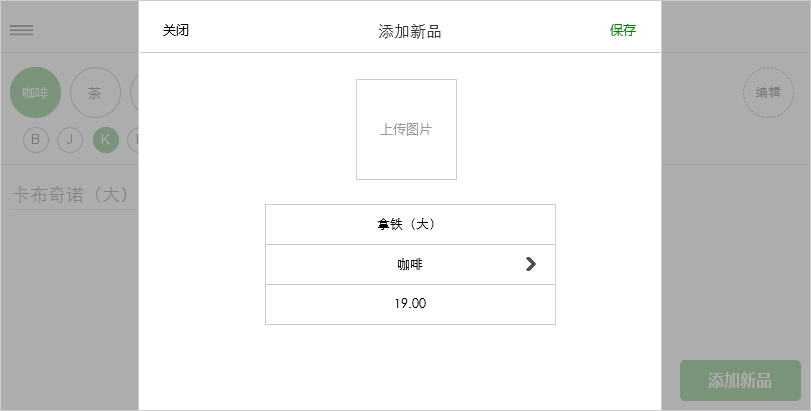 关闭
添加新品
保存
咖啡
茶
编辑
B
J
K
上传图片
卡布奇诺（大）
拿铁（大）
咖啡
19.00
添加新品